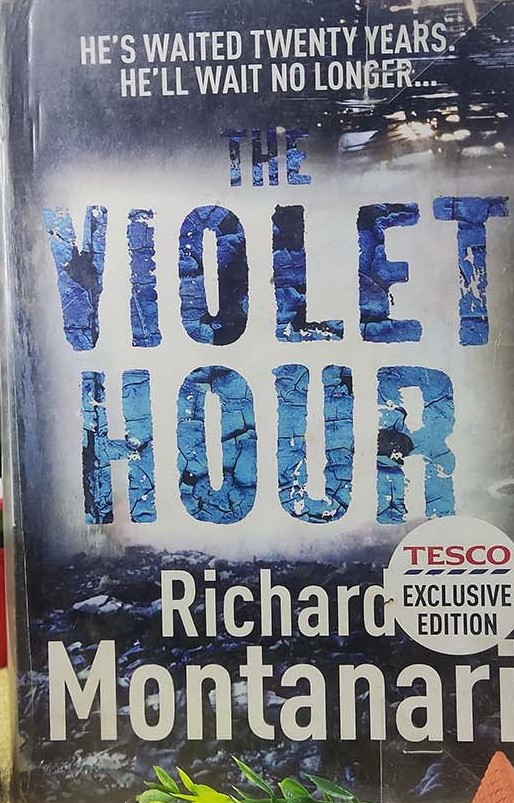 HE'S WAITED TWENTY YEARS.
HE'LL WAIT NO LONGER...
THE
VIOLET
HOUR
TESCO
EXCLUSIVE
EDITION
Richard
Montanari